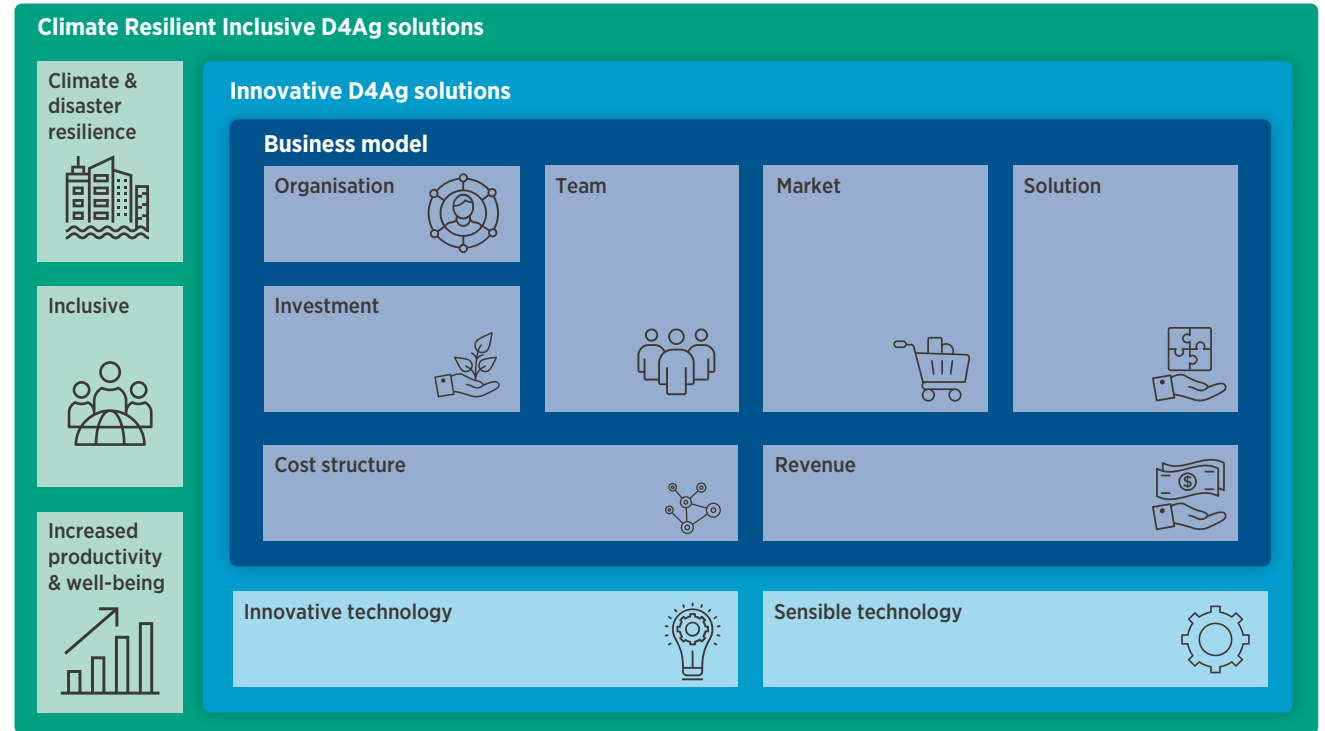 Climate Resilient Inclusive D4Ag solutions
Climate &
disaster
resilience
Inclusive
Increased
productivity
& well-being
Innovative D4Ag solutions
Business model
Organisation
Team
Market
Solution
Investment
Cost structure
Revenue
$
Innovative technology
Sensible technology